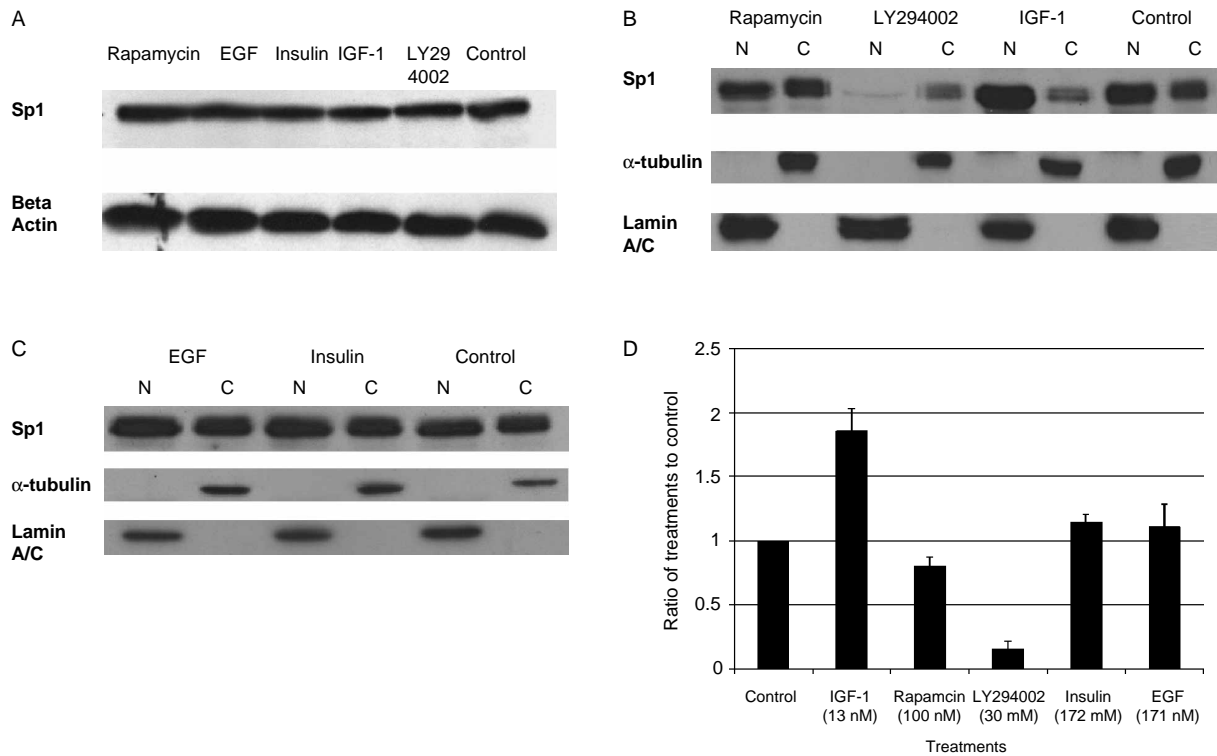 A
Rapamycin EGF Insulin IGF-1 LY29 4002 Control
Sp1
Beta
Actin
B
Rapamycin LY294002 IGF-1 Control
N C N C N C N C
Sp1
α-tubulin
Lamin
A/C
C
EGF Insulin Control
N C N C N C
Sp1
α-tubulin
Lamin
A/C
D
Ratio of treatments to control
2.5
2
1.5
1
0.5
0
Control IGF-1 Rapamcin LY294002 Insulin EGF
(13 nM) (100 nM) (30 mM) (172 mM) (171 nM)
Treatments